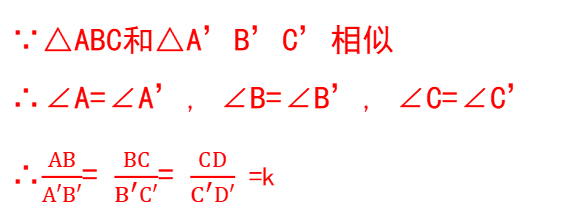 ∵△ABC和△A’B’C’相似
∴∠A=∠A’, ∠B=∠B’, ∠C=∠C’
∴AB/A′B′= BC/B′C′= CD/C′D′ =k